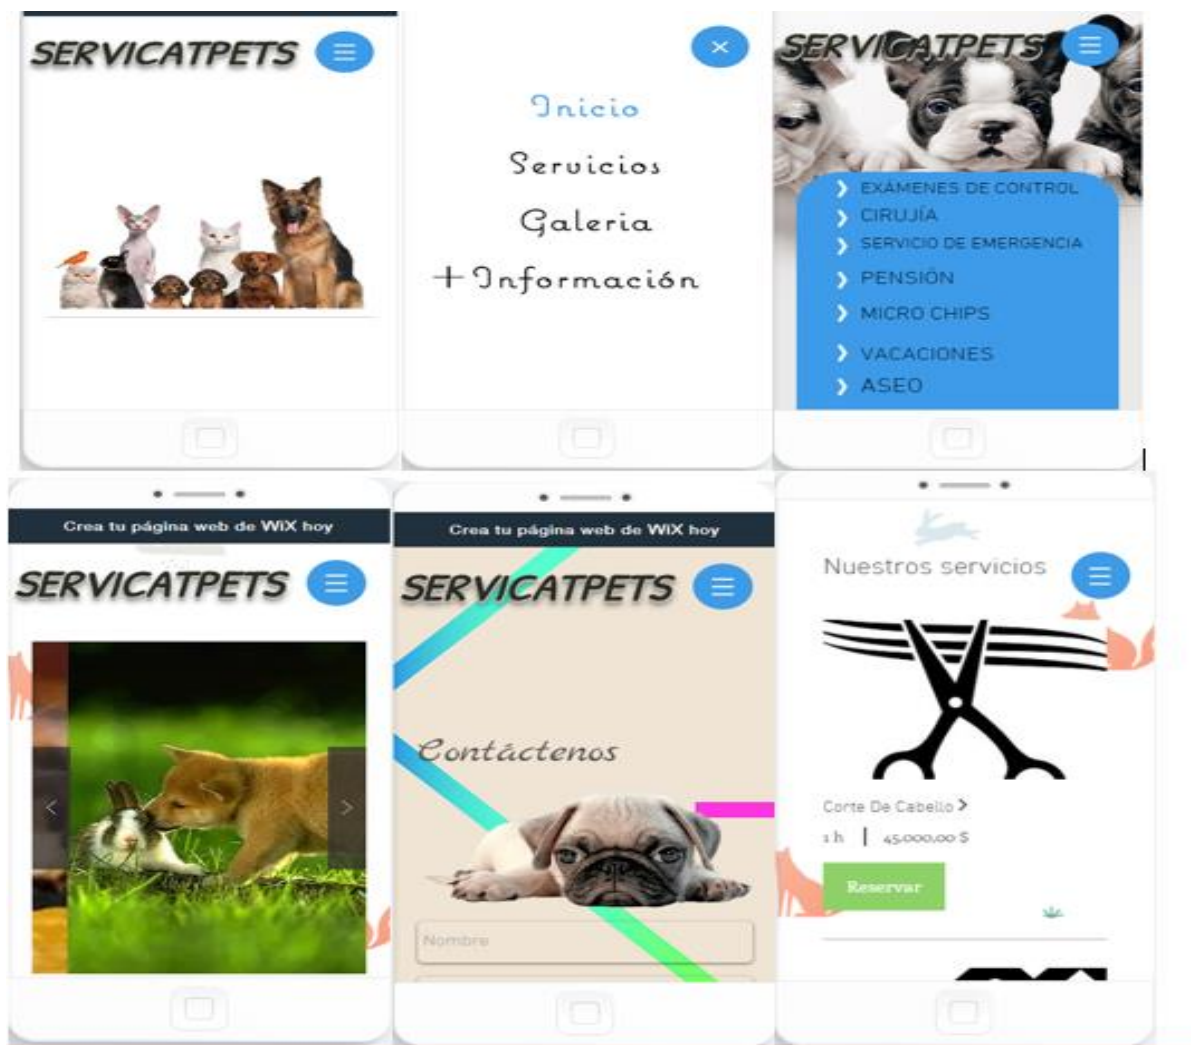 SERVICATPETS
Inicio
Servicios
Galeria
+Información
SERVICATPETS
EXÁMENES DE CONTROL
CIRUJÍA
SERVICIO DE EMERGENCIA
PENSIÓN
MICRO CHIPS
VACACIONES
ASEO
Crea tu página web de WiX hoy
SERVICATPETS
Crea tu página web de WiX hoy
SERVICATPETS
Contáctenos
Nombre
Nuestros servicios
Corte De Cabello >
1 h | 45.000,00 $
Reservar